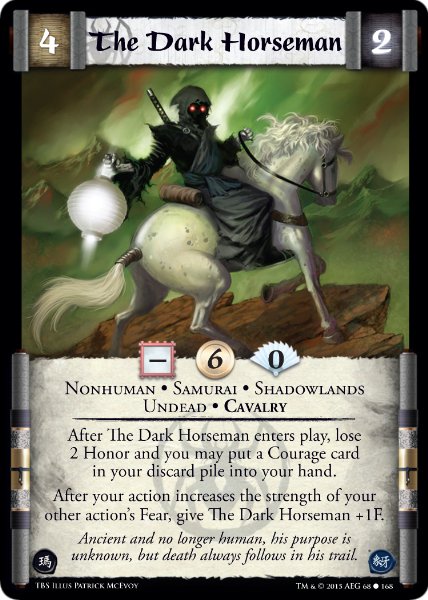 4 The Dark Horseman 2
– 6 0
Nonhuman • Samurai • Shadowlands
Undead • Cavalry
After The Dark Horseman enters play, lose
2 Honor and you may put a Courage card
in your discard pile into your hand.
After your action increases the strength of your
other action's Fear, give The Dark Horseman +1F.
Ancient and no longer human, his purpose is
unknown, but death always follows in his trail.
瑪 象牙
TBS Illus Patrick McEvoy TM & © 2015 AEG 68 ● 168